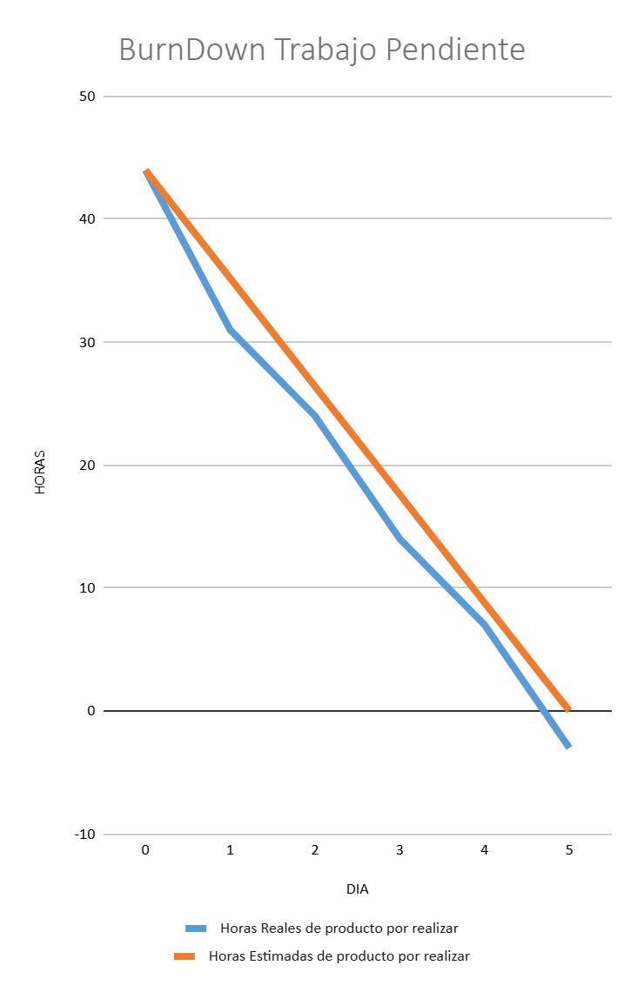 BurnDown Trabajo Pendiente
50
40
30
20
10
0
-10
HORAS
0 1 2 3 4 5
DIA
Horas Reales de producto por realizar
Horas Estimadas de producto por realizar